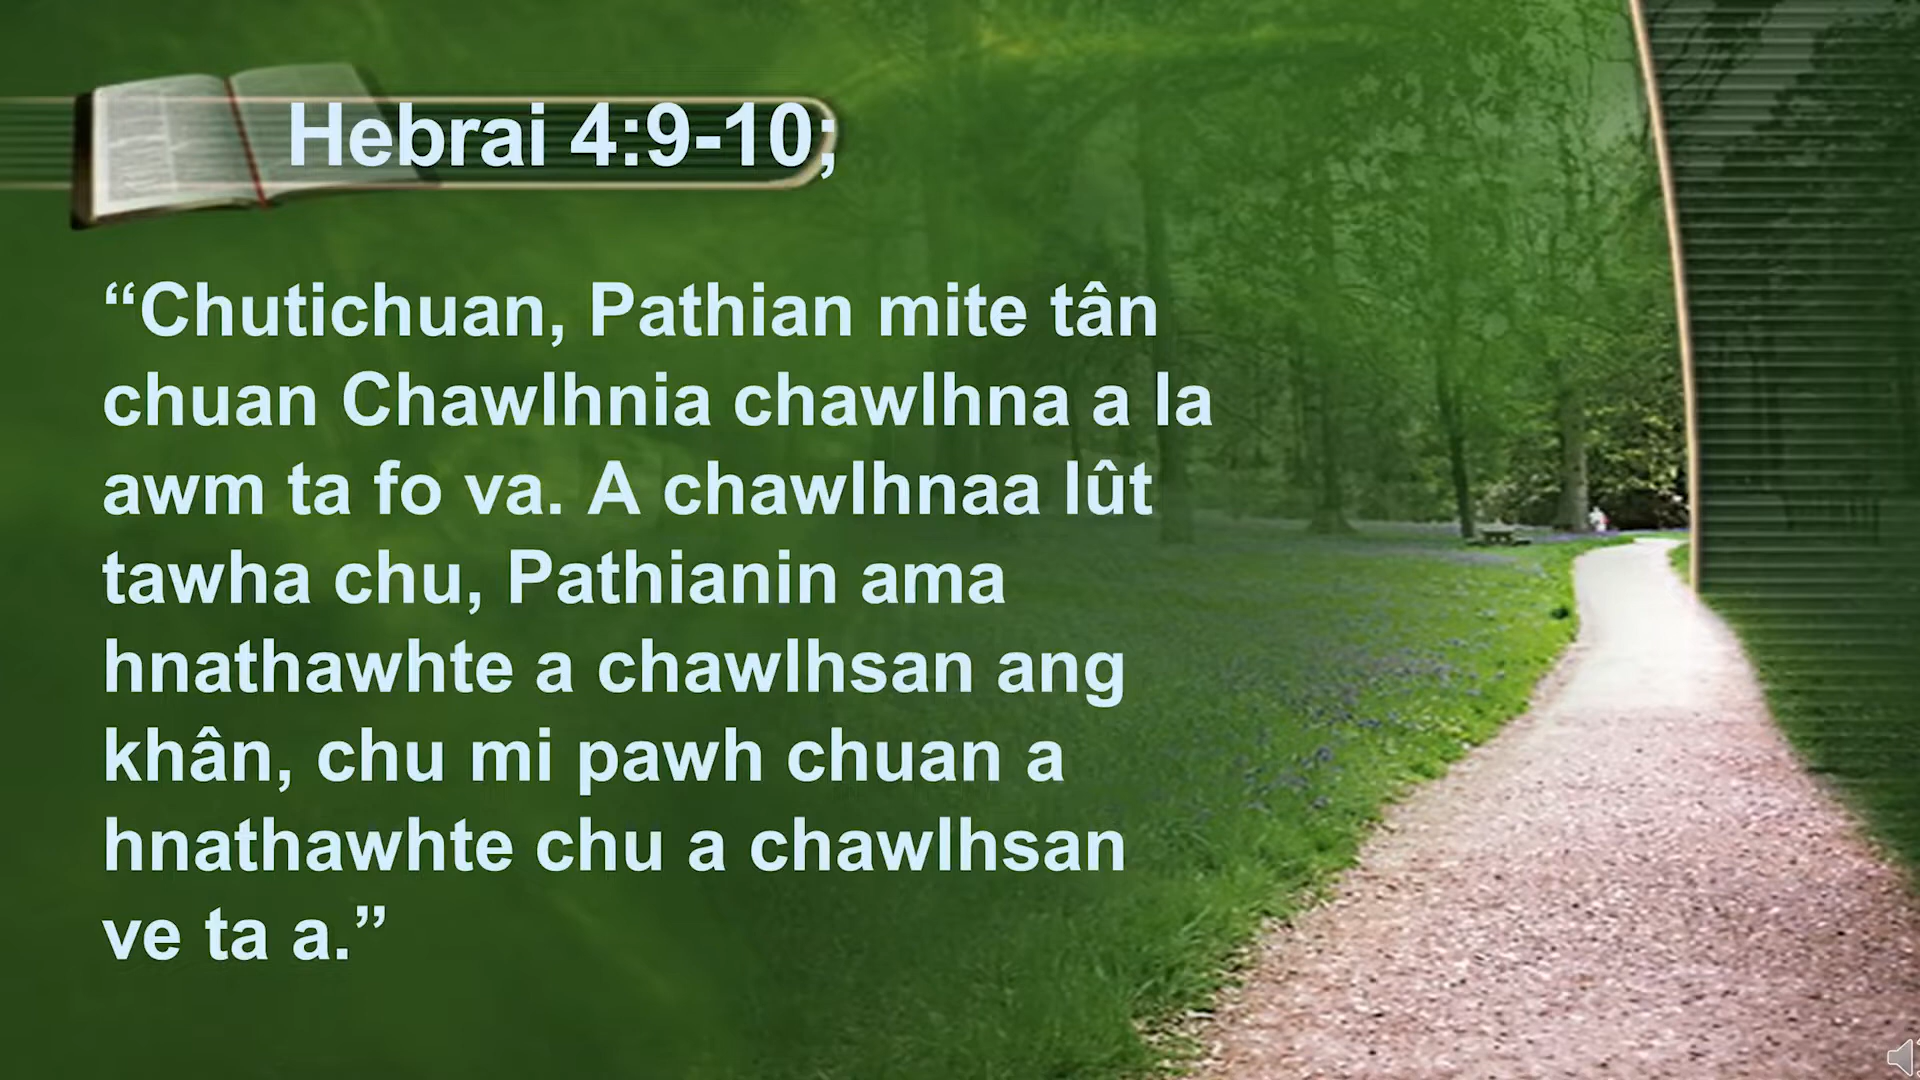 Hebrai 4:9-10;
“Chutichuan, Pathian mite tân
chuan Chawlhnia chawlhna a la
awm ta fo va. A chawlhnaa lût
tawha chu, Pathianin ama
hnathawhte a chawlhsan ang
khân, chu mi pawh chuan a
hnathawhte chu a chawlhsan
ve ta a.”